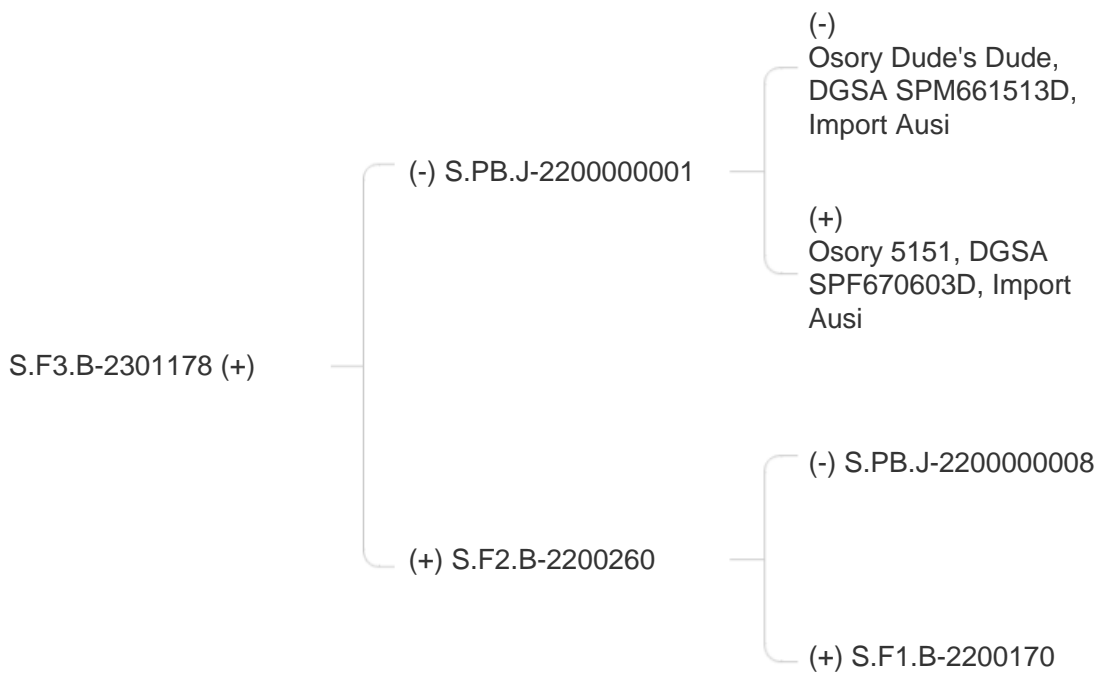 (-)
Osory Dude's Dude,
DGSA SPM661513D,
Import Ausi
(-) S.PB.J-2200000001
(+)
Osory 5151, DGSA
SPF670603D, Import
Ausi
S.F3.B-2301178 (+)
(-) S.PB.J-2200000008
(+) S.F2.B-2200260
(+) S.F1.B-2200170